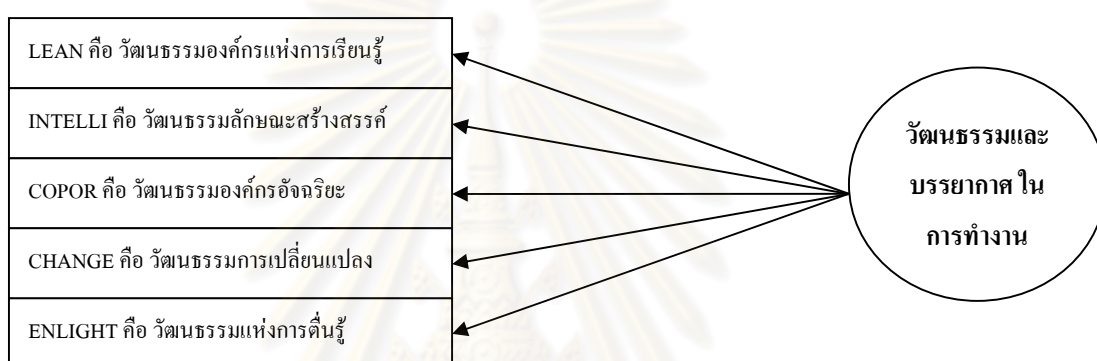 LEAN คือ วัฒนธรรมองค์กรแห่งการเรียนรู้
INTELLI คือ วัฒนธรรมลักษณะสร้างสรรค์
COPOR คือ วัฒนธรรมองค์กรอัจฉริยะ
CHANGE คือ วัฒนธรรมการเปลี่ยนแปลง
ENLIGHT คือ วัฒนธรรมแห่งการตื่นรู้
วัฒนธรรมและ
บรรยากาศ ใน
การทำงาน